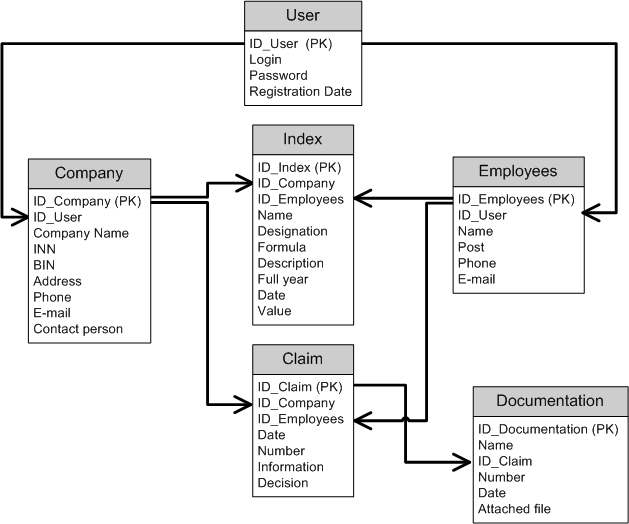 User
ID_User (PK)
Login
Password
Registration Date
Index
ID_Index (PK)
ID_Company
ID_Employees
Name
Designation
Formula
Description
Full year
Date
Value
Company
ID_Company (PK)
ID_User
Company Name
INN
BIN
Address
Phone
E-mail
Contact person
Employees
ID_Employees (PK)
ID_User
Name
Post
Phone
E-mail
Claim
ID_Claim (PK)
ID_Company
ID_Employees
Date
Number
Information
Decision
Documentation
ID_Documentation (PK)
Name
ID_Claim
Number
Date
Attached file